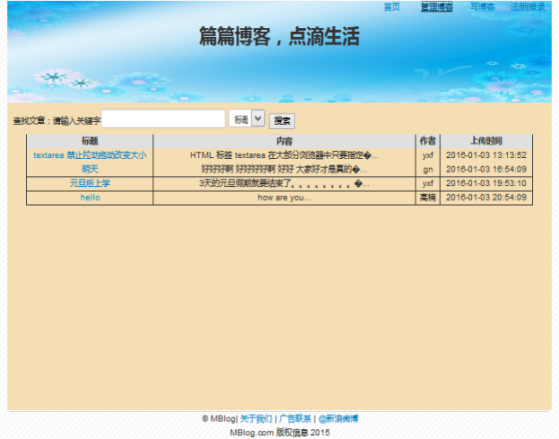 首页 管理博客 写博客 注册|登录
篇篇博客，点滴生活
查找文章：请输入关键字 标题 搜索
标题 内容 作者 上传时间
textarea 禁止拉动拖动改变大小 HTML 标签 textarea 在大部分浏览器中只要指定�... yxf 2016-01-03 13:13:52
明天 好好好啊 好好好好啊 好好 大家好才是真的�... gn 2016-01-03 16:54:09
元旦后上学 3天的元旦假期就要结束了。。。。。。。。�... yxf 2016-01-03 19:53:10
hello how are you... 高楠 2016-01-03 20:54:09
© MBlog| 关于我们 | 广告联系 | @新浪微博
MBlog.com 版权信息 2015